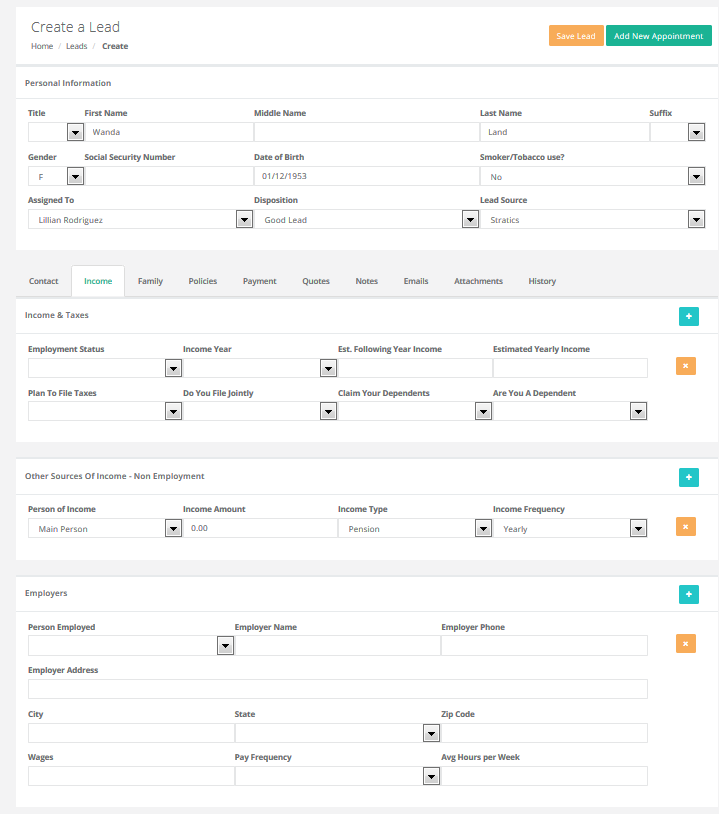 Create a Lead
Home / Leads / Create
Save Lead Add New Appointment
Personal Information
Title First Name Middle Name Last Name Suffix
Wanda Land
Gender Social Security Number Date of Birth Smoker/Tobacco use?
F 01/12/1953 No
Assigned To Disposition Lead Source
Lillian Rodriguez Good Lead Stratics
Contact Income Family Policies Payment Quotes Notes Emails Attachments History
Income & Taxes +
Employment Status Income Year Est. Following Year Income Estimated Yearly Income
×
Plan To File Taxes Do You File Jointly Claim Your Dependents Are You A Dependent
Other Sources Of Income - Non Employment +
Person of Income Income Amount Income Type Income Frequency
Main Person 0.00 Pension Yearly ×
Employers +
Person Employed Employer Name Employer Phone
×
Employer Address
City State Zip Code
Wages Pay Frequency Avg Hours per Week